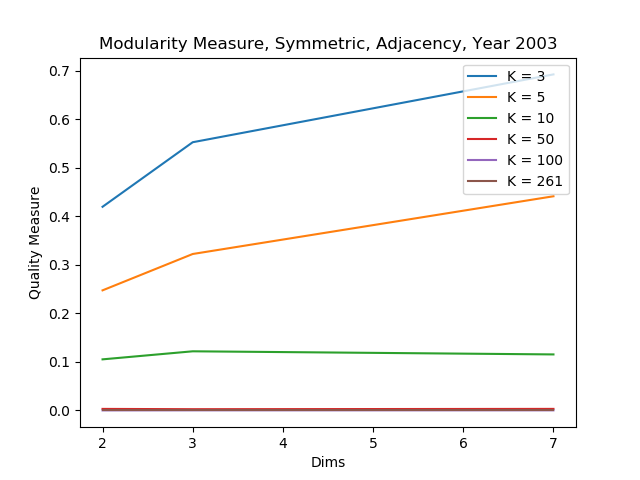 Modularity Measure, Symmetric, Adjacency, Year 2003
K = 3
K = 5
K = 10
K = 50
K = 100
K = 261
Quality Measure
0.7
0.6
0.5
0.4
0.3
0.2
0.1
0.0
2 3 4 5 6 7
Dims